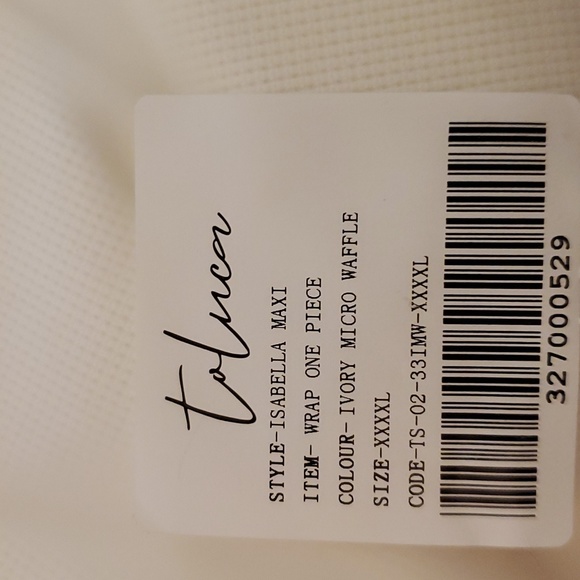 toluca
STYLE-ISABELLA MAXI
ITEM- WRAP ONE PIECE
COLOUR- IVORY MICRO WAFFLE
SIZE-XXXXL
CODE-TS-02-33IMW-XXXXL
327000529